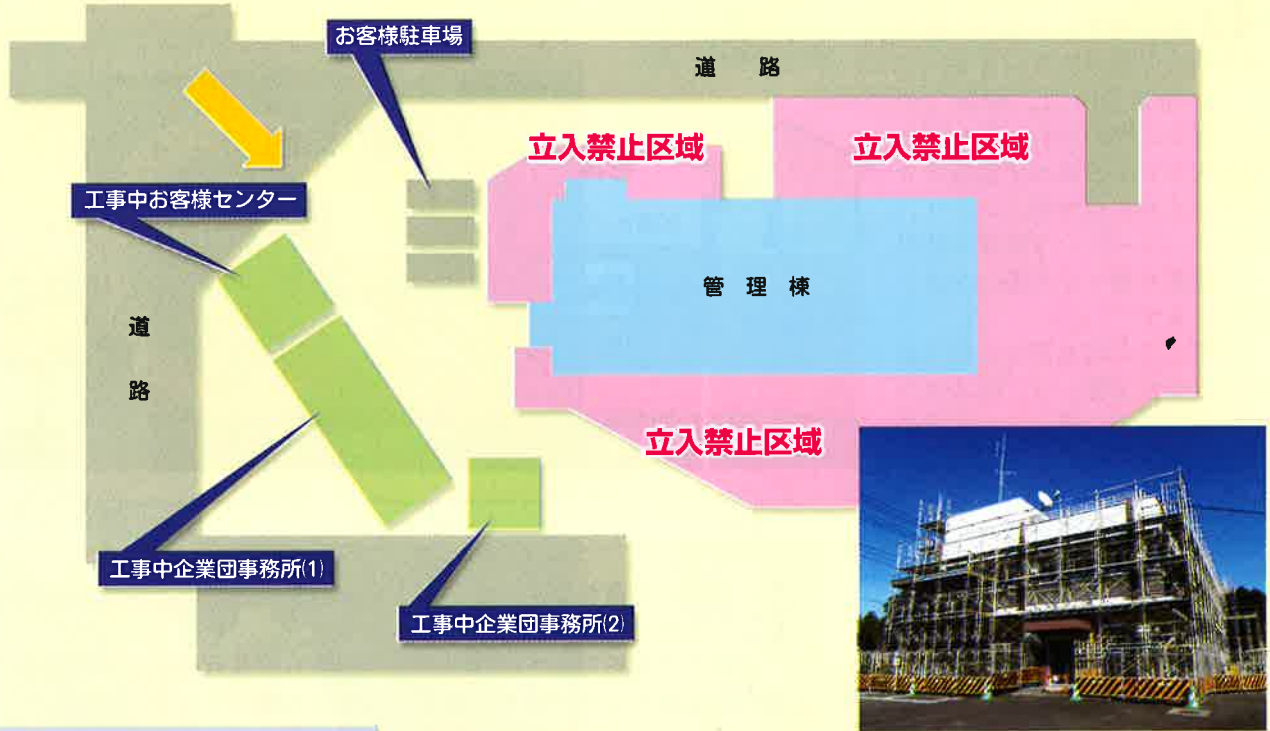 お客様駐車場
道　路
立入禁止区域
立入禁止区域
工事中お客様センター
管　理　棟
道
路
立入禁止区域
工事中企業団事務所(1)
工事中企業団事務所(2)